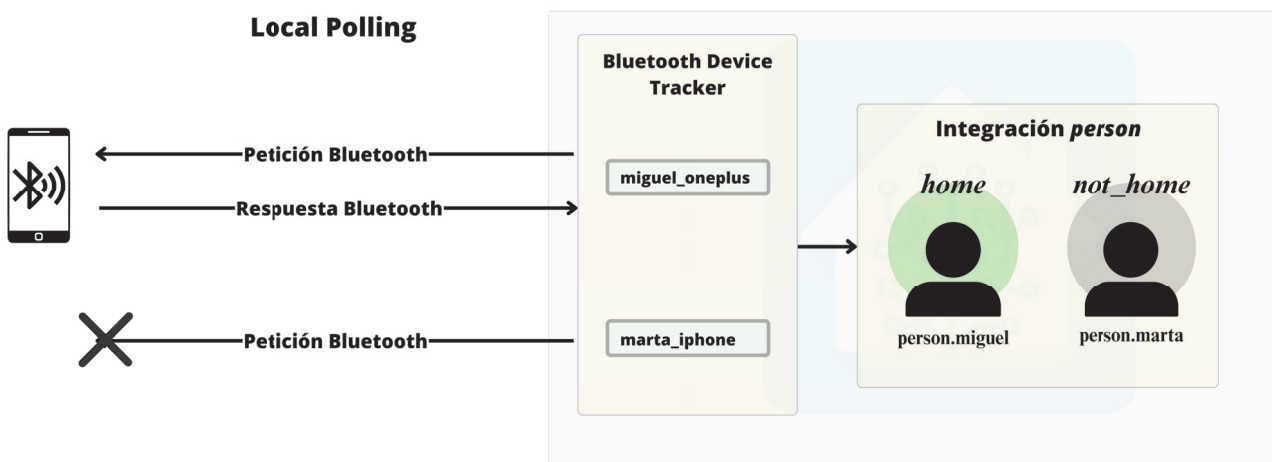 Local Polling
Bluetooth Device
Tracker
Petición Bluetooth
Respuesta Bluetooth
Petición Bluetooth
miguel_oneplus
marta_iphone
Integración person
home
not_home
person.miguel
person.marta